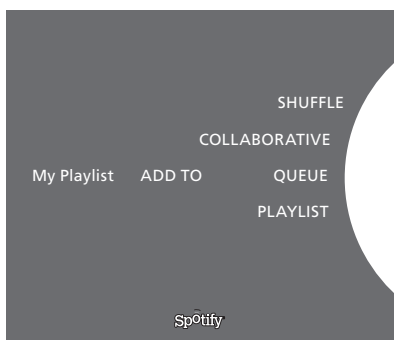 SHUFFLE
COLLABORATIVE
My Playlist ADD TO QUEUE
PLAYLIST
Spotify